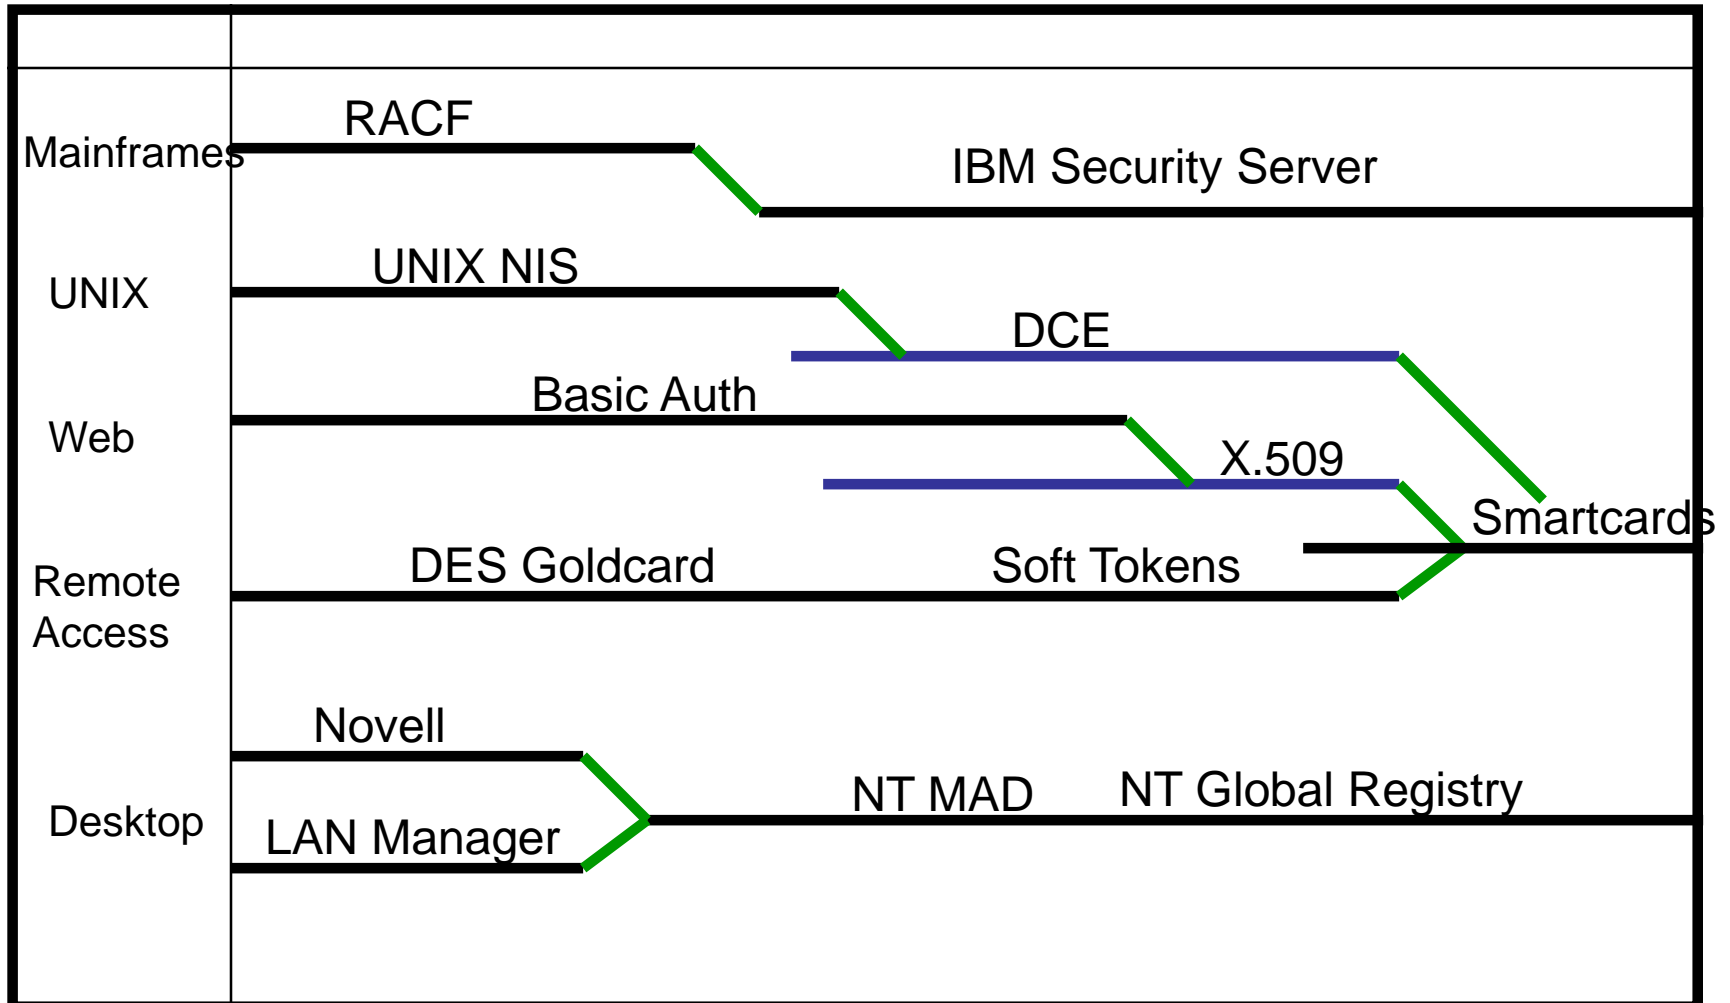 RACF
Mainframes
IBM Security Server
UNIX NIS
UNIX
DCE
Basic Auth
Web
X.509
Smartcards
DES Goldcard
Soft Tokens
Remote
Access
Novell
NT MAD
NT Global Registry
Desktop
LAN Manager